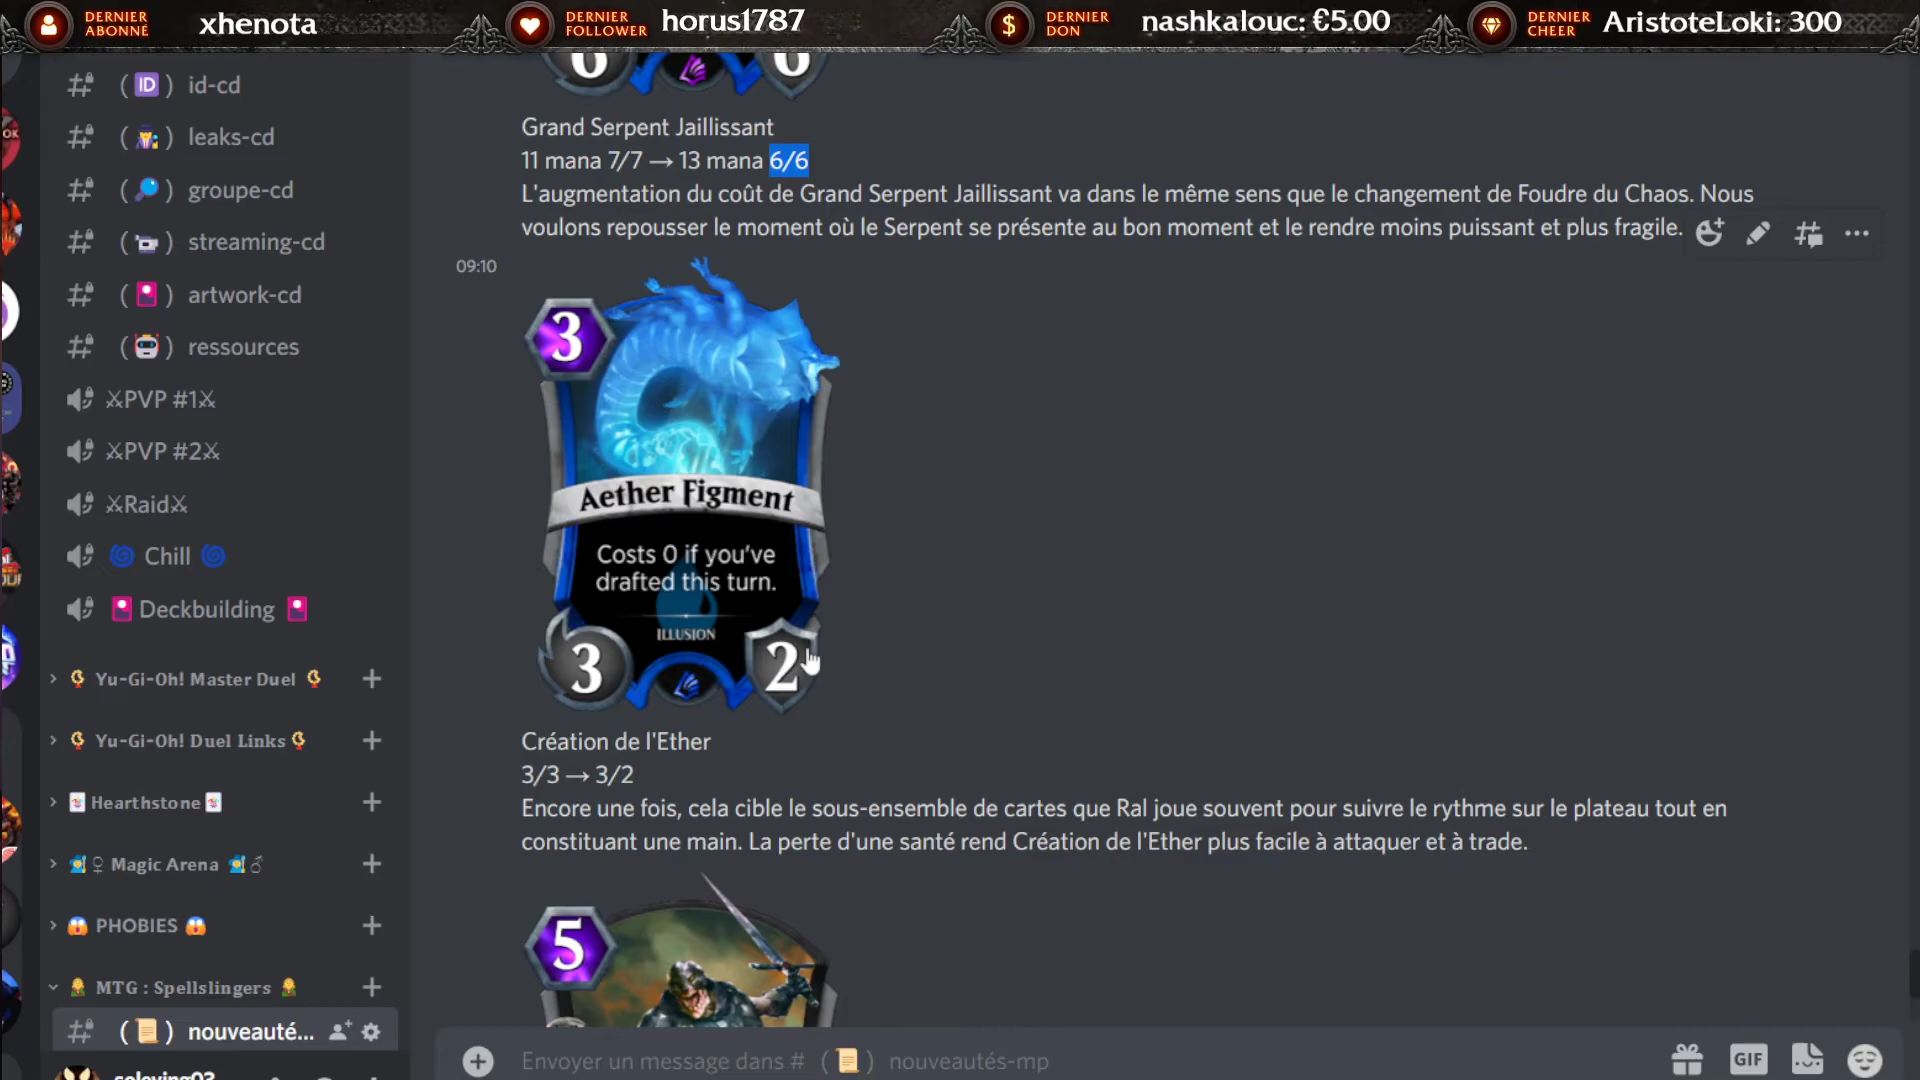 DERNIER ABONNÉ
xhenota
DERNIER FOLLOWER
horus1787
DERNIER DON
nashkalouc: €5.00
DERNIER CHEER
AristoteLoki: 300
id-cd
leaks-cd
groupe-cd
streaming-cd
artwork-cd
ressources
⚔PVP #1⚔
⚔PVP #2⚔
⚔Raid⚔
Chill
Deckbuilding
Yu-Gi-Oh! Master Duel
Yu-Gi-Oh! Duel Links
Hearthstone
Magic Arena
PHOBIES
MTG : Spellslingers
nouveauté...
6 6
Grand Serpent Jaillissant
11 mana 7/7 → 13 mana 6/6
L'augmentation du coût de Grand Serpent Jaillissant va dans le même sens que le changement de Foudre du Chaos. Nous
voulons repousser le moment où le Serpent se présente au bon moment et le rendre moins puissant et plus fragile.
09:10
3
Aether Figment
Costs 0 if you've
drafted this turn.
ILLUSION
3 2
Création de l'Ether
3/3 → 3/2
Encore une fois, cela cible le sous-ensemble de cartes que Ral joue souvent pour suivre le rythme sur le plateau tout en
constituant une main. La perte d'une santé rend Création de l'Ether plus facile à attaquer et à trade.
5
Envoyer un message dans # ( ) nouveautés-mp
GIF